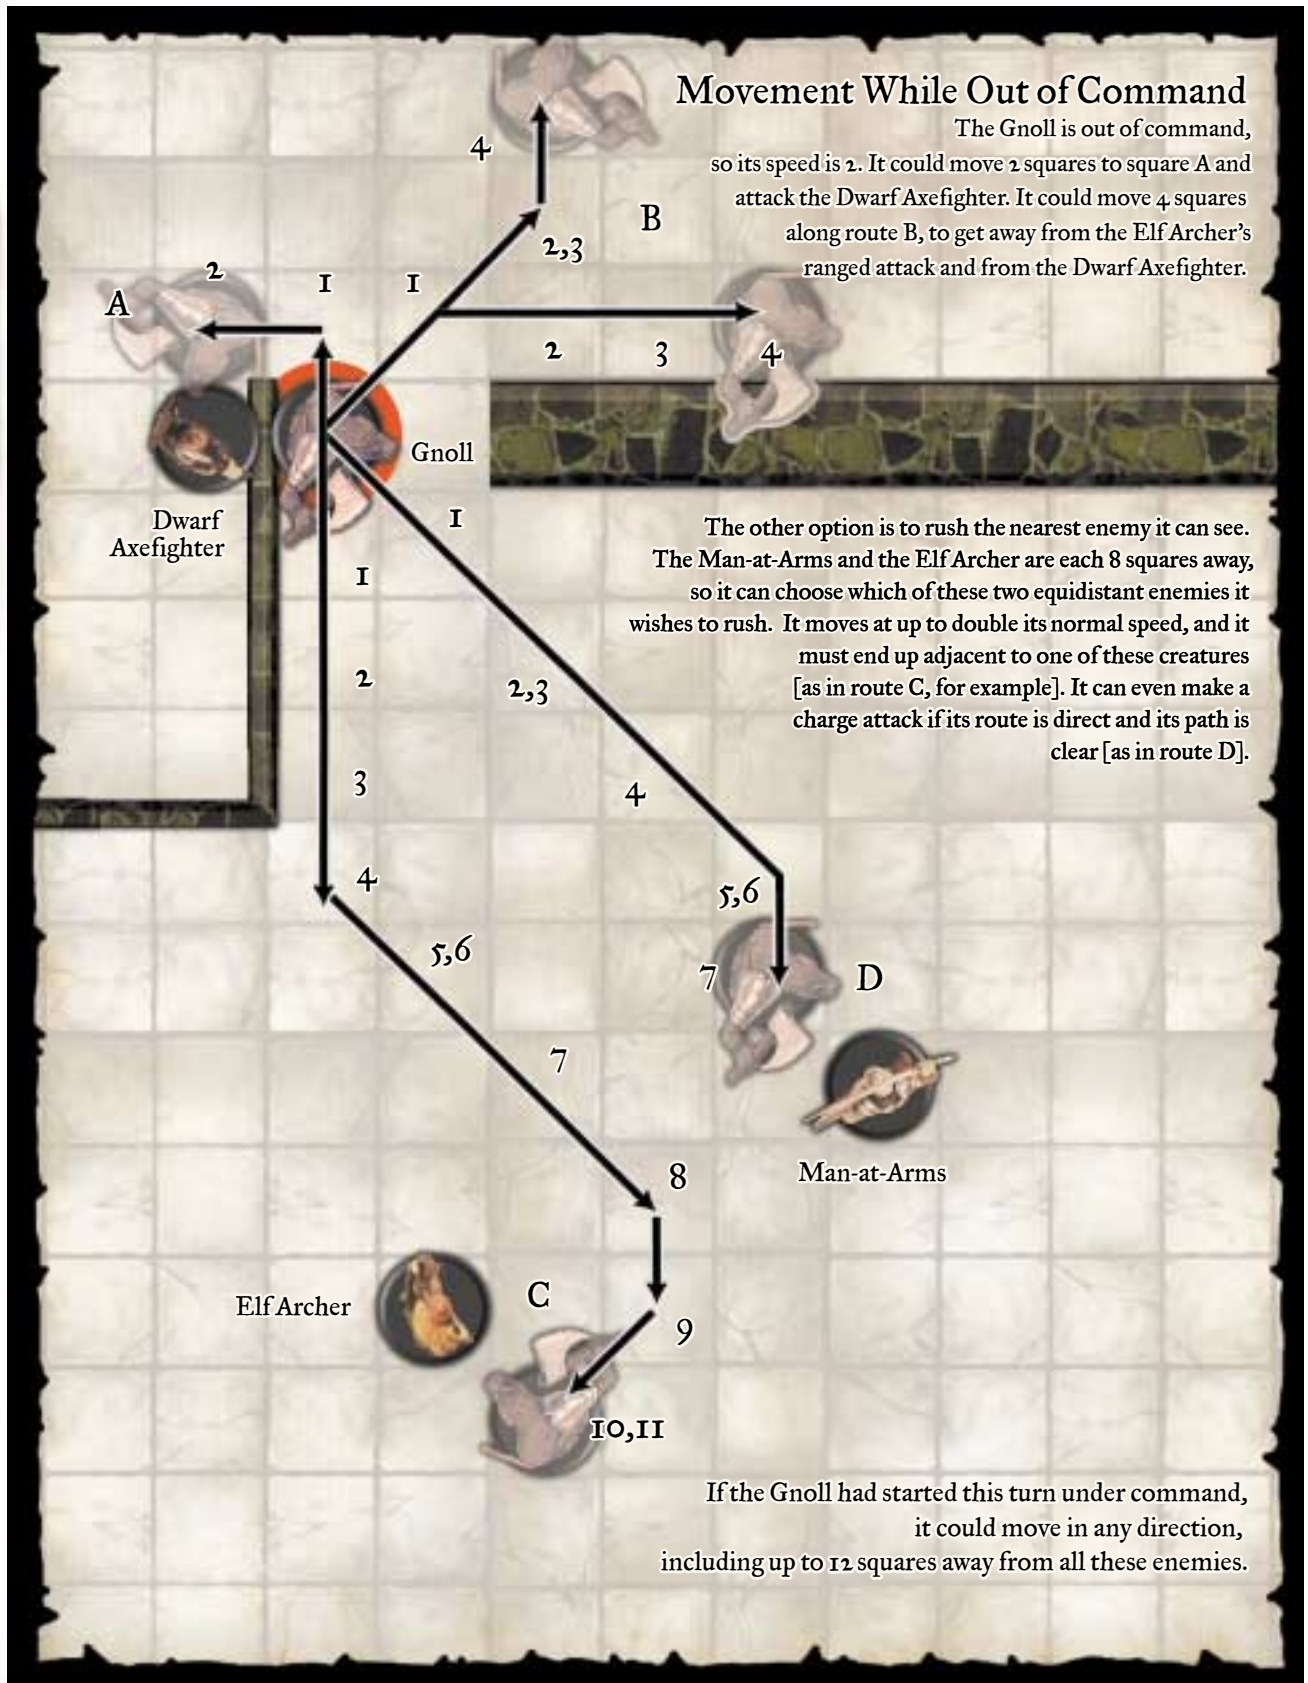 Movement While Out of Command
The Gnoll is out of command,
so its speed is 2. It could move 2 squares to square A and
attack the Dwarf Axefighter. It could move 4 squares
along route B, to get away from the Elf Archer's
ranged attack and from the Dwarf Axefighter.
4
B
2,3
A
2
1
1
2
3
4
Gnoll
Dwarf
Axefighter
1
1
2
3
4
2,3
4
5,6
7
D
The other option is to rush the nearest enemy it can see.
The Man-at-Arms and the Elf Archer are each 8 squares away,
so it can choose which of these two equidistant enemies it
wishes to rush. It moves at up to double its normal speed, and it
must end up adjacent to one of these creatures
[as in route C, for example]. It can even make a
charge attack if its route is direct and its path is
clear [as in route D].
5,6
7
8
Man-at-Arms
Elf Archer
C
9
10,11
If the Gnoll had started this turn under command,
it could move in any direction,
including up to 12 squares away from all these enemies.